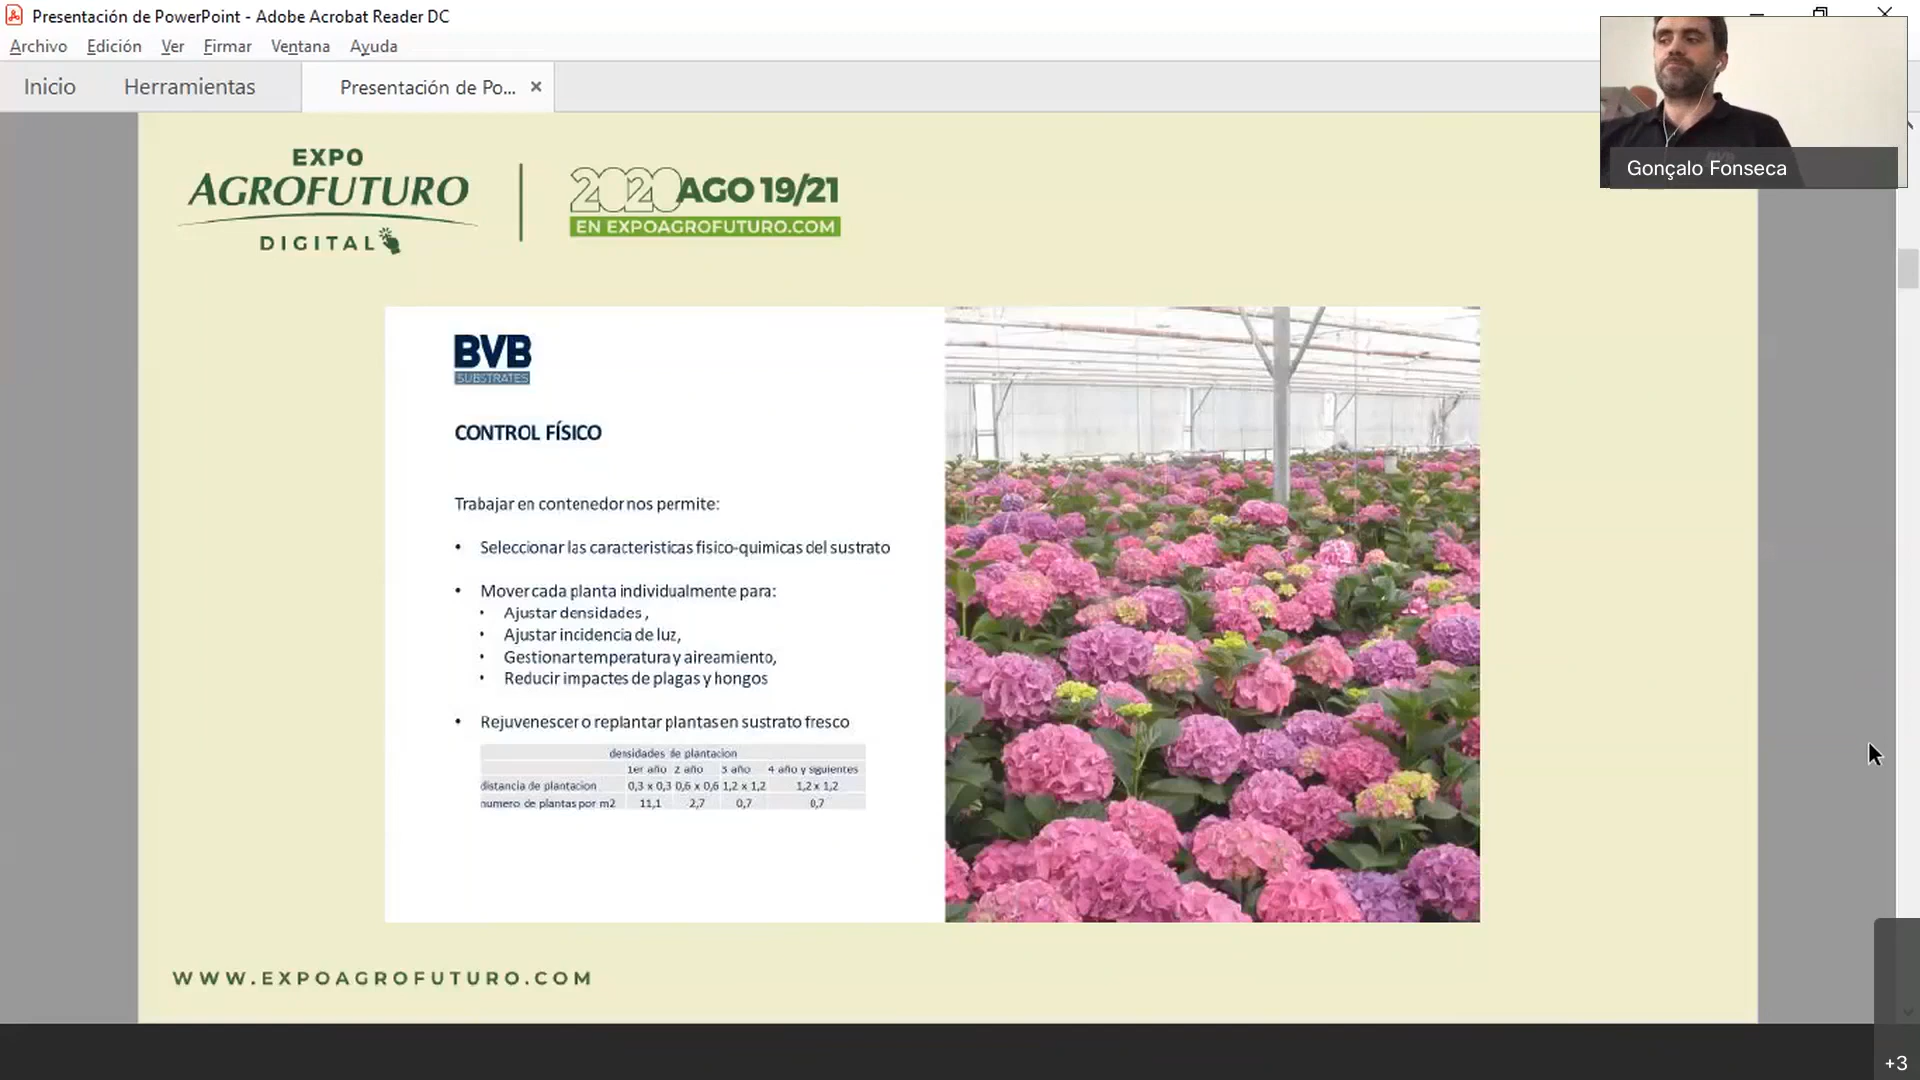 Presentación de PowerPoint - Adobe Acrobat Reader DC
Archivo Edición Ver Firmar Ventana Ayuda
Inicio Herramientas Presentación de Po...
Gonçalo Fonseca
EXPO
AGROFUTURO
DIGITAL
2020 AGO 19/21
EN EXPOAGROFUTURO.COM
BVB
SUBSTRATES
CONTROL FÍSICO
Trabajar en contenedor nos permite:
• Seleccionar las caracteristicas fisico-quimicas del sustrato
• Mover cada planta individualmente para:
• Ajustar densidades ,
• Ajustar incidencia de luz,
• Gestionar temperatura y aireamiento,
• Reducir impactes de plagas y hongos
• Rejuvenescer o replantar plantas en sustrato fresco
densidades de plantacion
1er año 2 año 3 año 4 año y siguientes
distancia de plantacion 0,3 x 0,3 0,6 x 0,6 1,2 x 1,2 1,2 x 1,2
numero de plantas por m2 11,1 2,7 0,7 0,7
WWW.EXPOAGROFUTURO.COM
+3